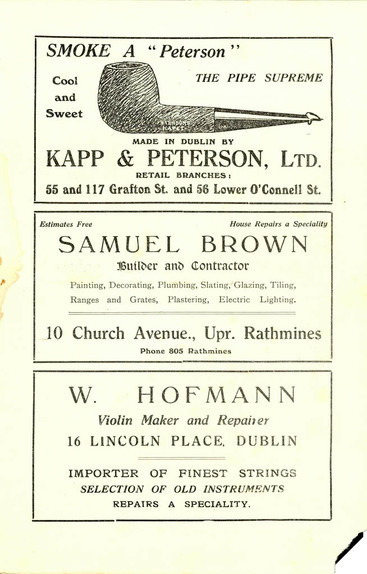 SMOKE A "Peterson"
Cool
and
Sweet
THE PIPE SUPREME
MADE IN DUBLIN BY
KAPP & PETERSON, LTD.
RETAIL BRANCHES:
55 and 117 Grafton St. and 56 Lower O'Connell St.
Estimates Free House Repairs a Speciality
SAMUEL BROWN
Builder and Contractor
Painting, Decorating, Plumbing, Slating, Glazing, Tiling,
Ranges and Grates, Plastering, Electric Lighting.
10 Church Avenue., Upr. Rathmines
Phone 805 Rathmines
W. HOFMANN
Violin Maker and Repairer
16 LINCOLN PLACE, DUBLIN
IMPORTER OF FINEST STRINGS
SELECTION OF OLD INSTRUMENTS
REPAIRS A SPECIALITY.